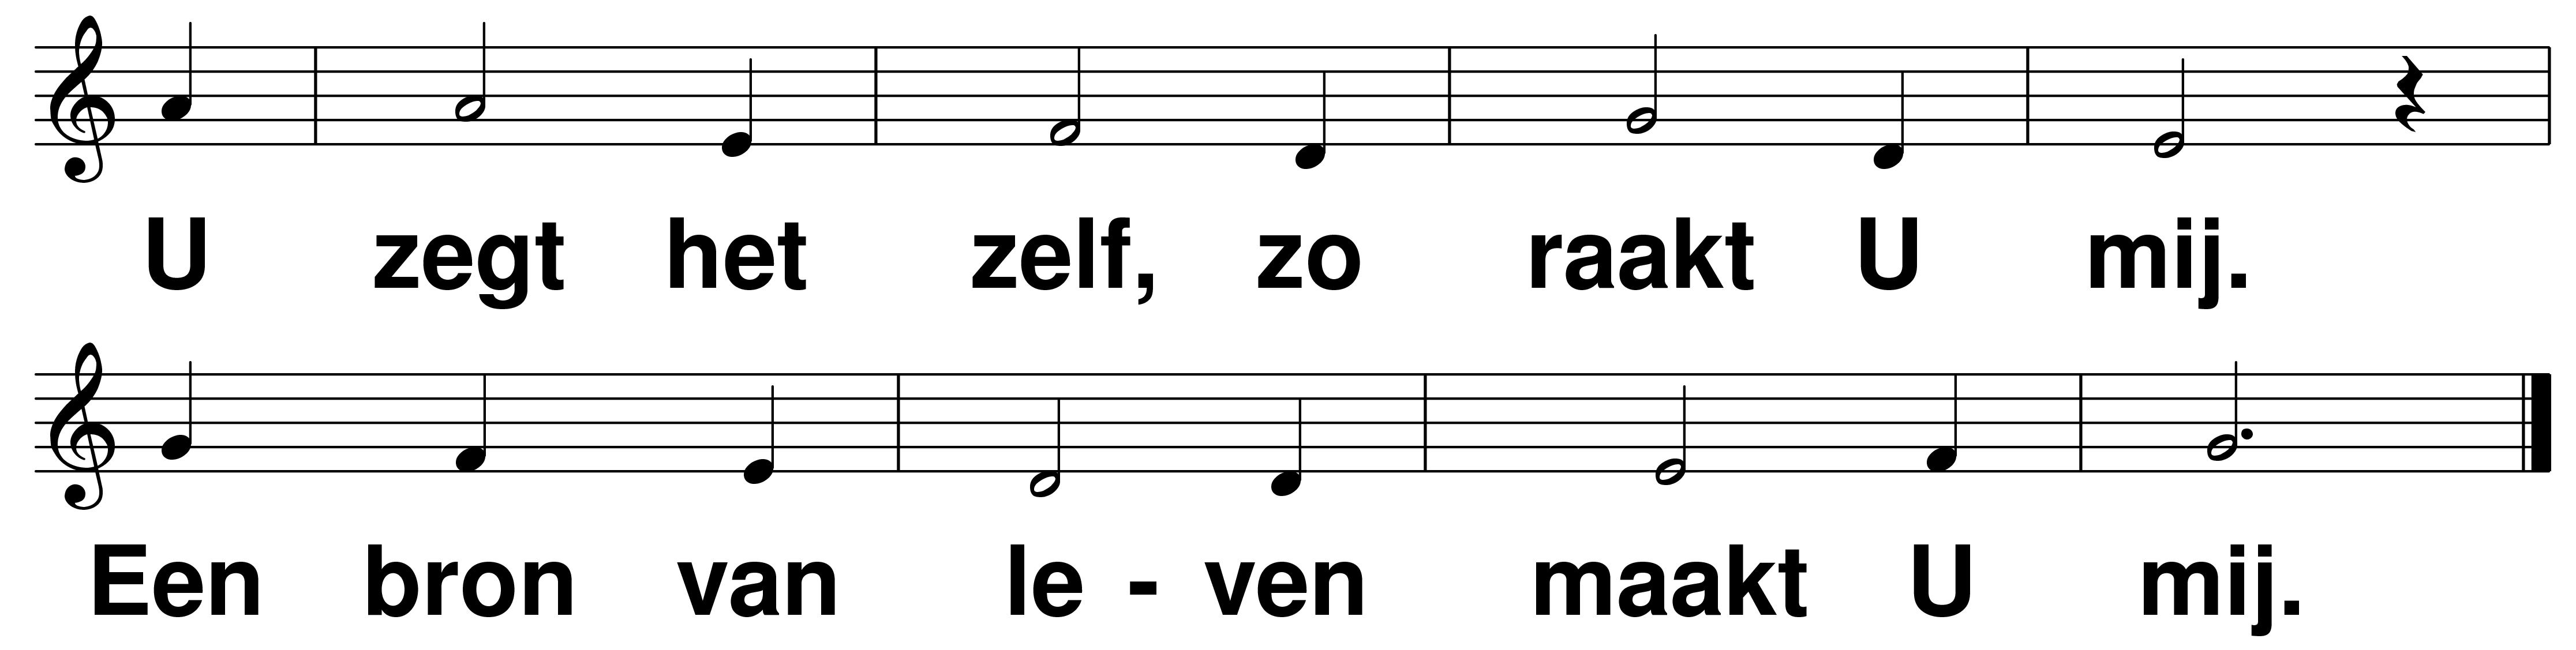 U zegt het zelf, zo raakt U mij.
Een bron van le - ven maakt U mij.